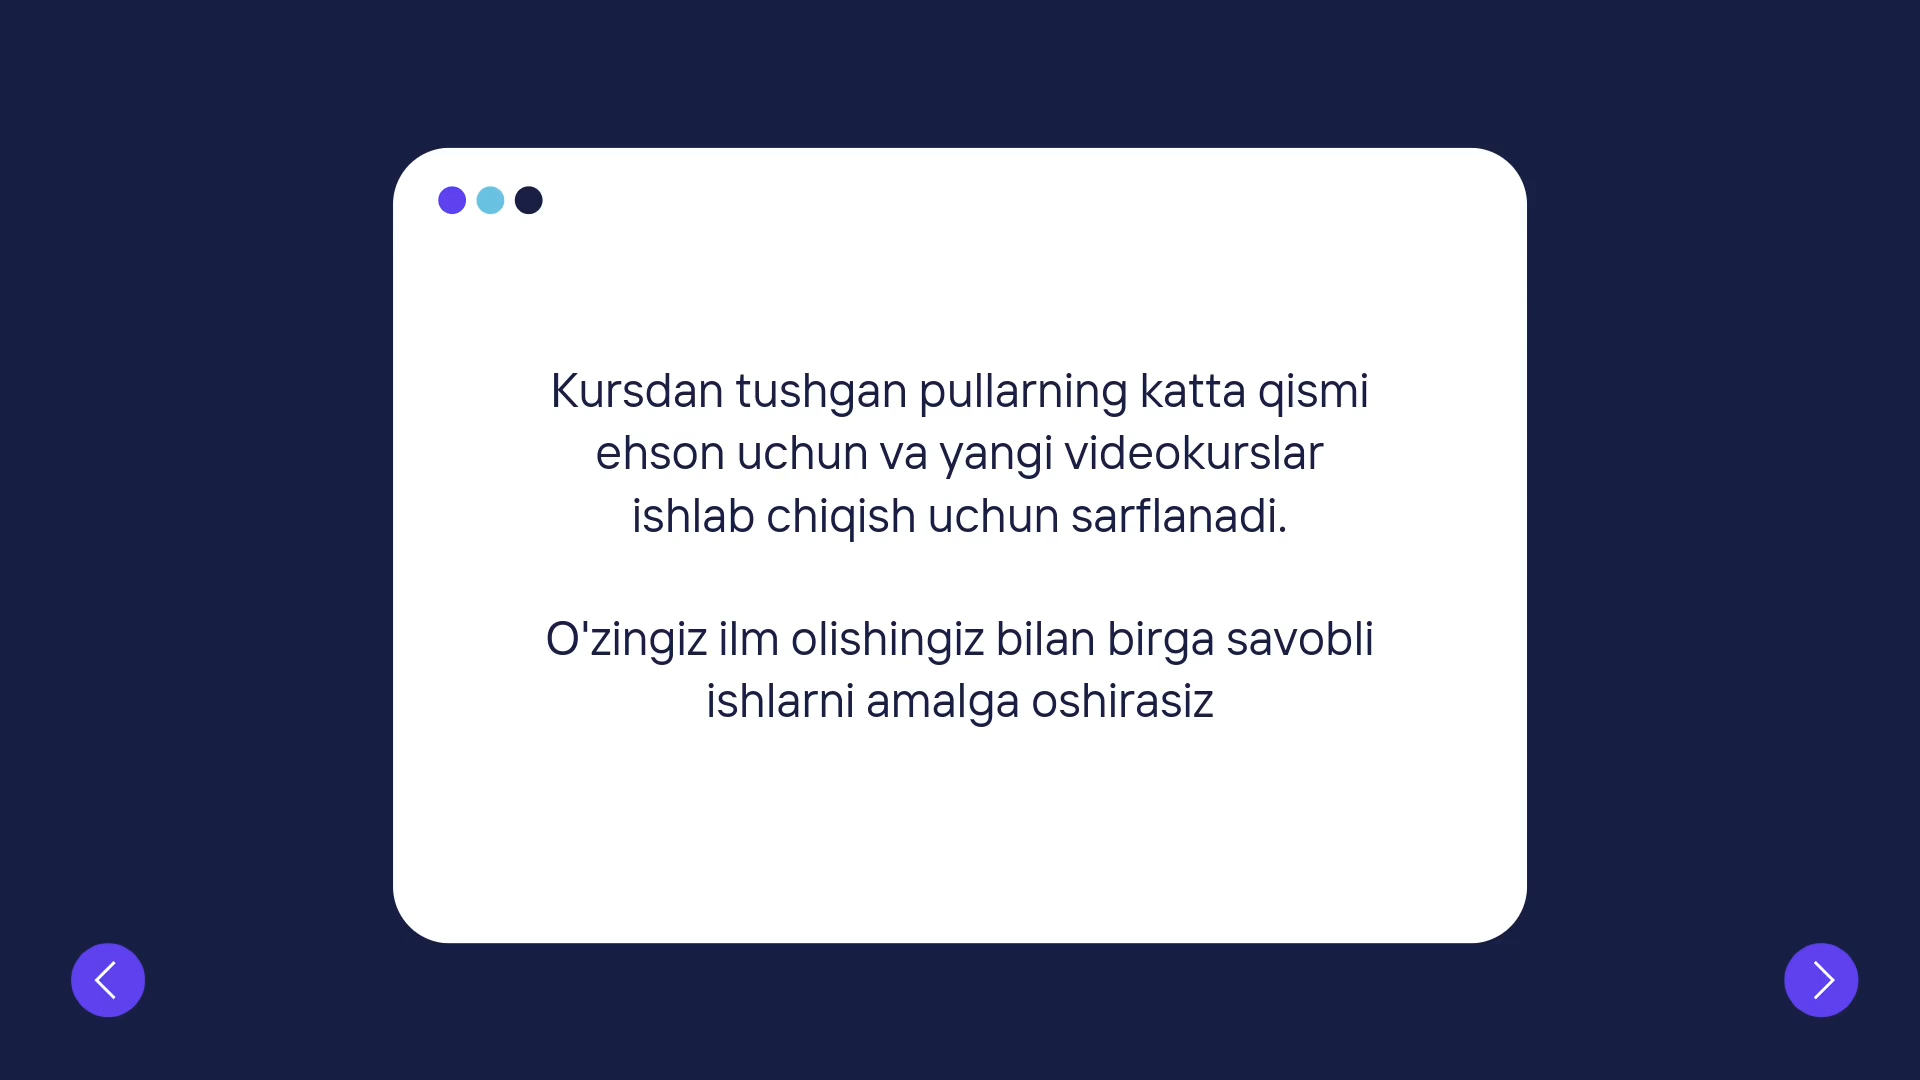 Kursdan tushgan pullarning katta qismi
ehson uchun va yangi videokurslar
ishlab chiqish uchun sarflanadi.
O'zingiz ilm olishingiz bilan birga savobli
ishlarni amalga oshirasiz